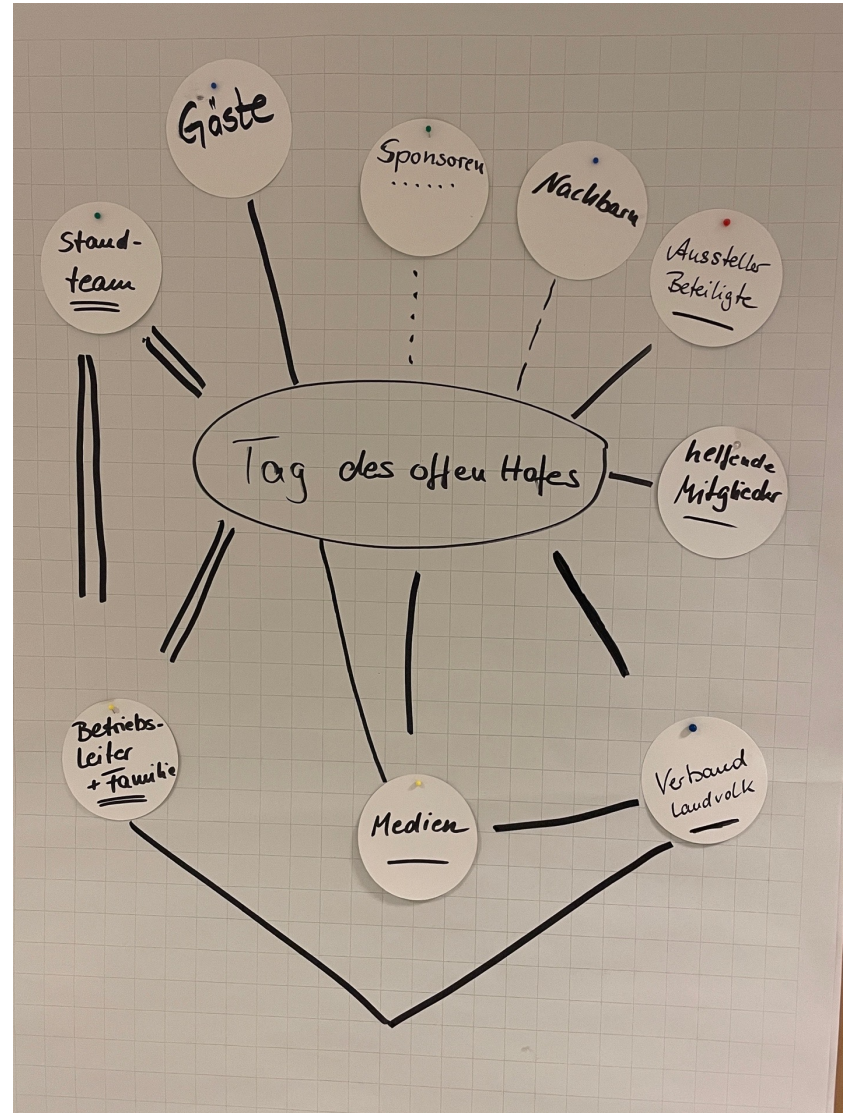 Gäste
Sponsoren
Nachbarn
Stand-
team
Aussteller
Beteiligte
Tag des offen Hofes
helfende
Mitglieder
Betriebs-
Leiter
+ Familie
Medien
Verband
Landvolk